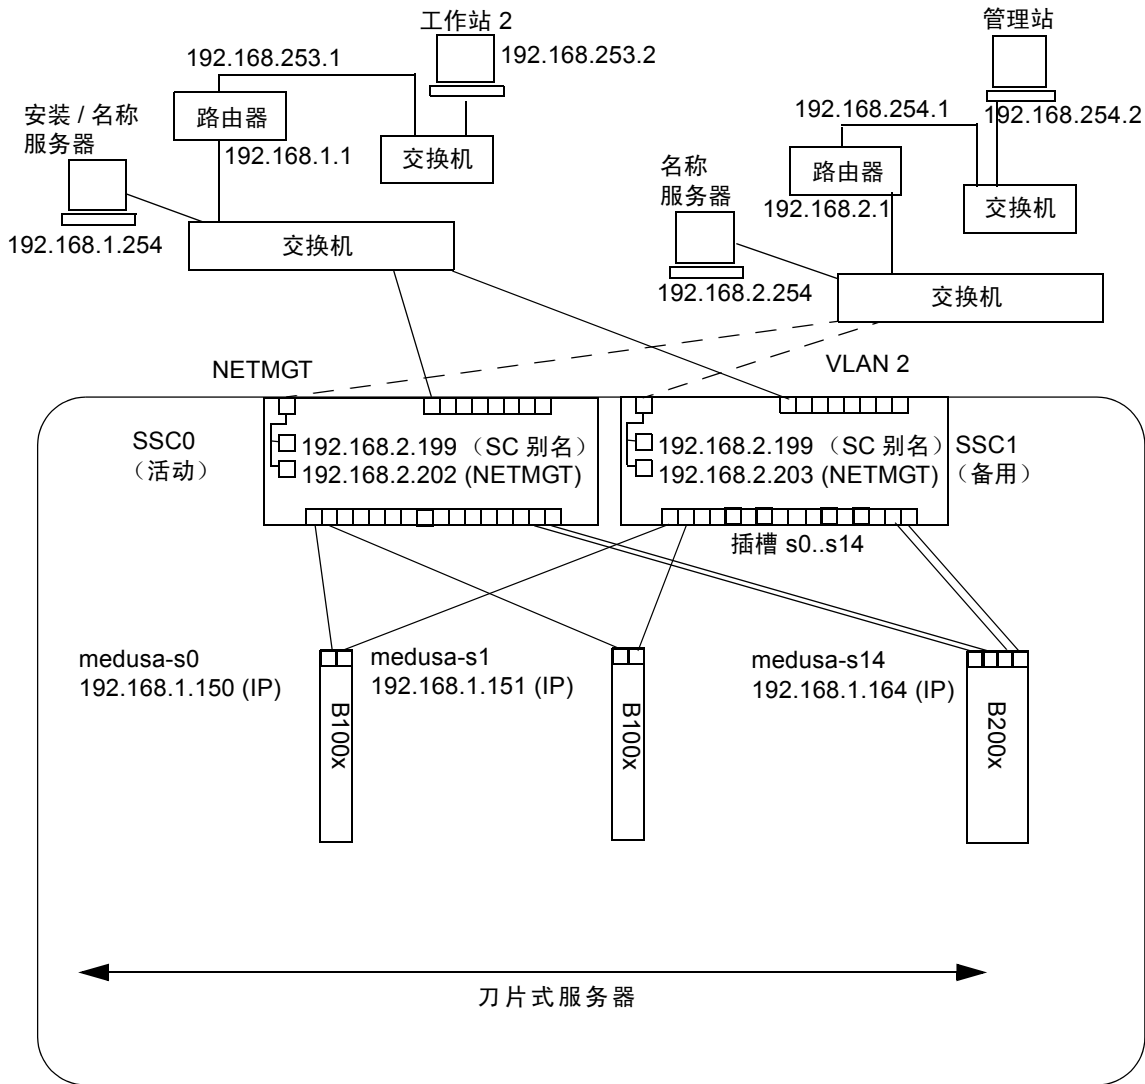 工作站 2
192.168.253.1
192.168.253.2
安装 / 名称
服务器
路由器
192.168.1.1
交换机
192.168.1.254
交换机
管理站
192.168.254.1
192.168.254.2
名称
服务器
路由器
192.168.2.1
交换机
192.168.2.254
交换机
NETMGT
VLAN 2
SSC0
（活动）
192.168.2.199 （SC 别名）
192.168.2.202 (NETMGT)
192.168.2.199 （SC 别名）
192.168.2.203 (NETMGT)
SSC1
（备用）
插槽 s0..s14
medusa-s0
192.168.1.150 (IP)
B100x
medusa-s1
192.168.1.151 (IP)
B100x
medusa-s14
192.168.1.164 (IP)
B200x
刀片式服务器